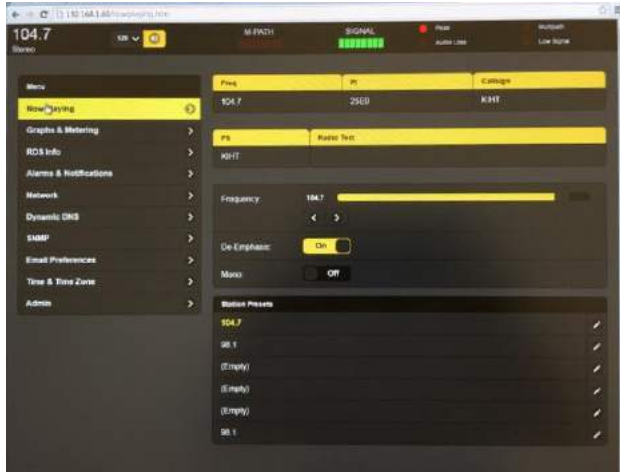 104.7
Stereo
128
M-PATH
SIGNAL
Peak
Audio Loss
Multipath
Low Signal
Menu
Now Playing
Graphs & Metering
RDS Info
Alarms & Notifications
Network
Dynamic DNS
SNMP
Email Preferences
Time & Time Zone
Admin
Freq
PI
Callsign
104.7
25E0
KIHT
PS
Radio Text
KIHT
Frequency:
104.7
De-Emphasis:
On
Mono:
Off
Station Presets
104.7
98.1
(Empty)
(Empty)
(Empty)
98.1